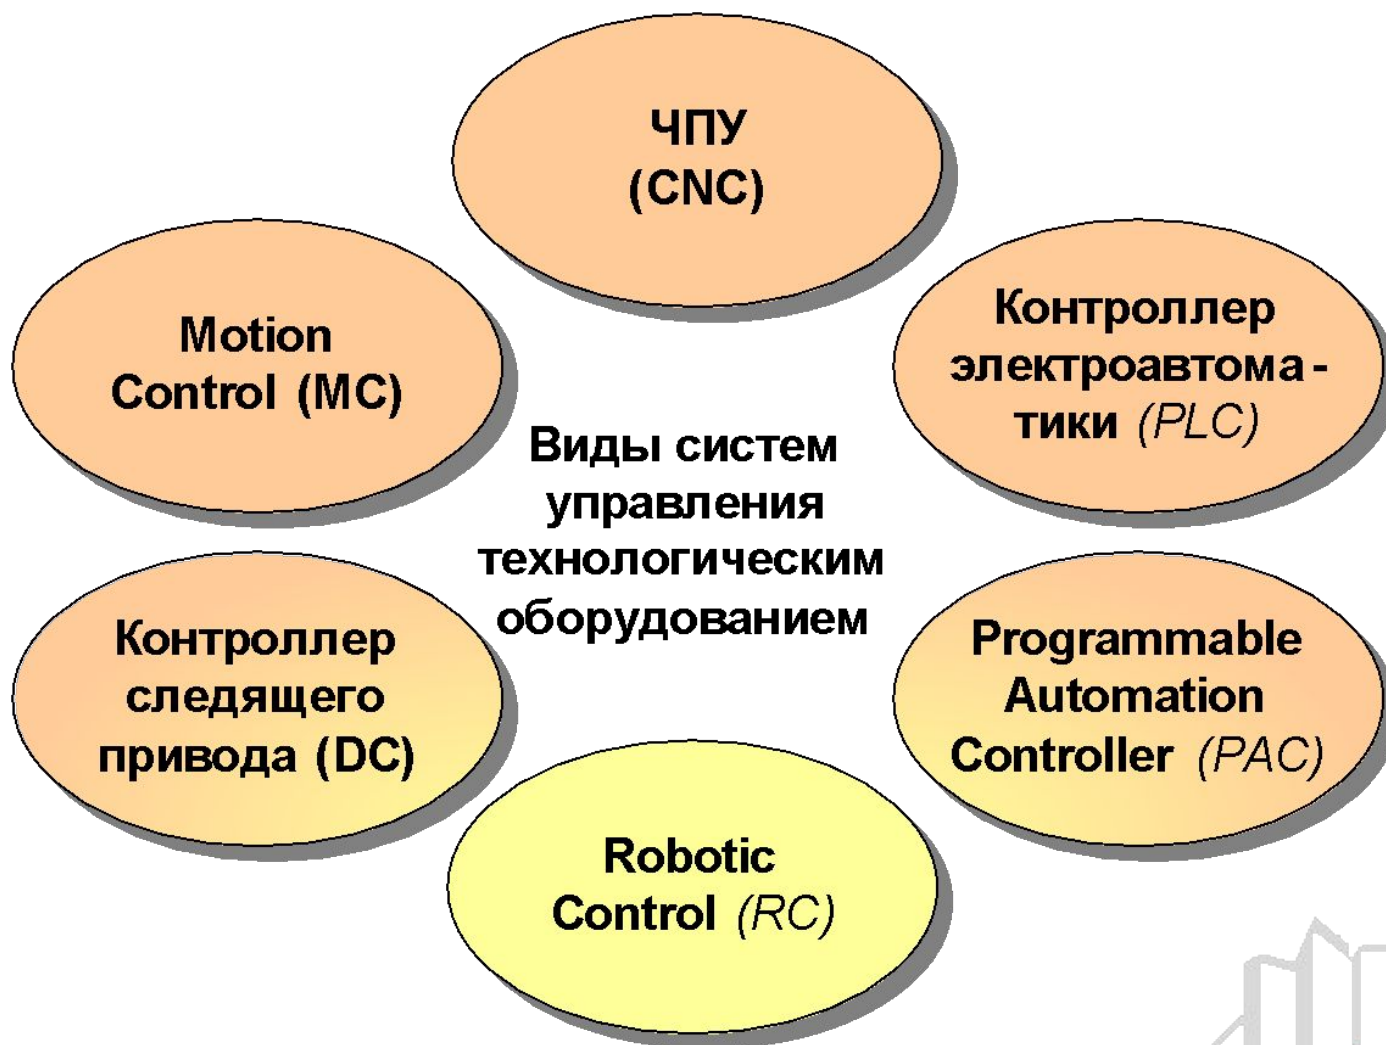 ЧПУ
(CNC)
Motion
Control (MC)
Контроллер
электроавтома -
тики (PLC)
Виды систем
управления
технологическим
оборудованием
Контроллер
следящего
привода (DC)
Programmable
Automation
Controller (PAC)
Robotic
Control (RC)